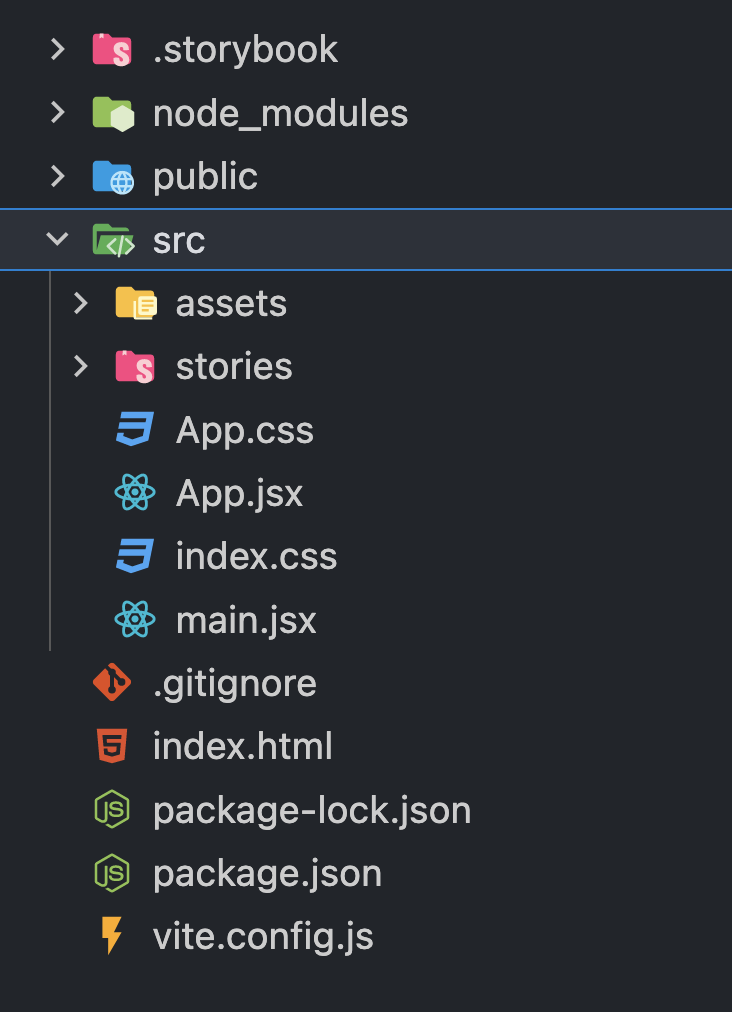 .storybook
node_modules
public
src
assets
stories
App.css
App.jsx
index.css
main.jsx
.gitignore
index.html
package-lock.json
package.json
vite.config.js